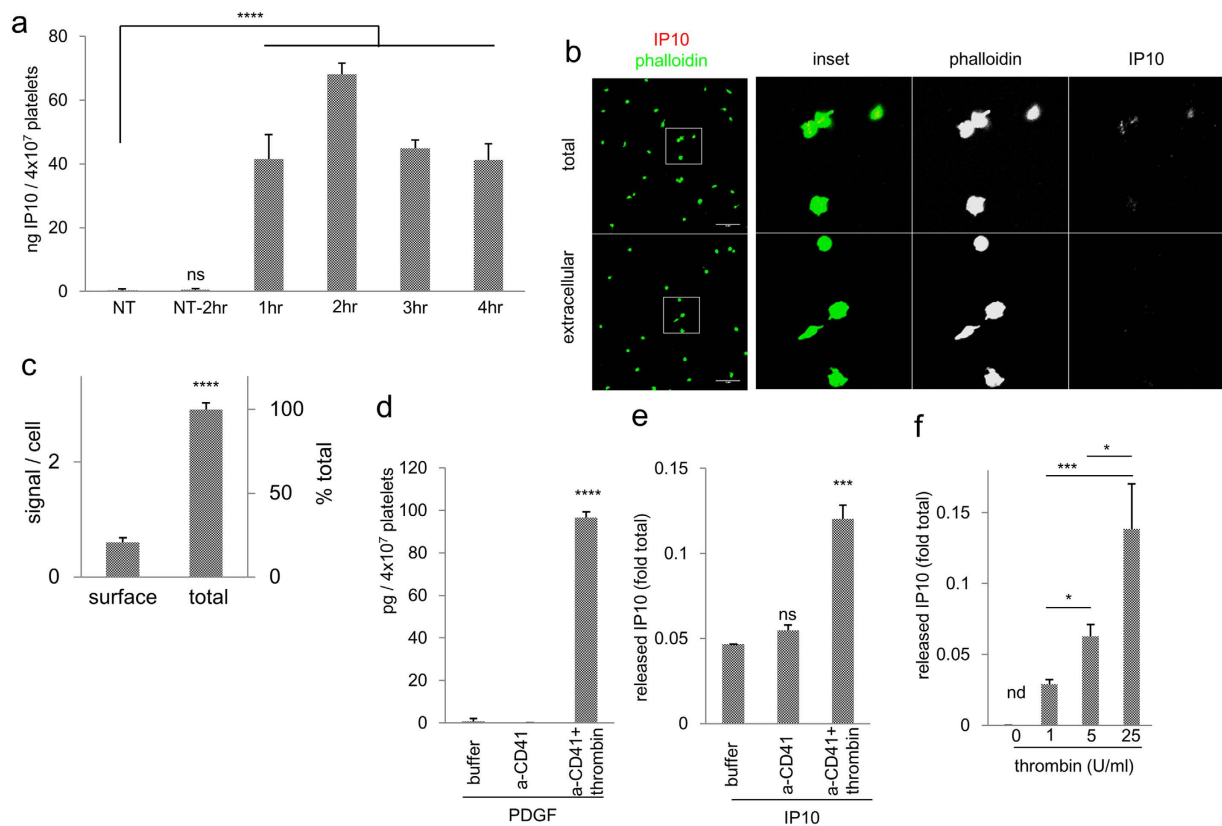 a
****
ng IP10 / 4x10⁷ platelets
80
60
40
20
0
ns
NT
NT-2hr
1hr
2hr
3hr
4hr
b
IP10
phalloidin
inset
phalloidin
IP10
total
extracellular
c
****
signal / cell
2
0
100
50
0
% total
surface
total
d
pg / 4x10⁷ platelets
120
100
80
60
40
20
0
****
buffer
a-CD41
a-CD41+
thrombin
PDGF
e
released IP10 (fold total)
0.15
0.1
0.05
0
ns
***
buffer
a-CD41
a-CD41+
thrombin
IP10
f
released IP10 (fold total)
0.15
0.1
0.05
0
*
***
*
nd
0
1
5
25
thrombin (U/ml)